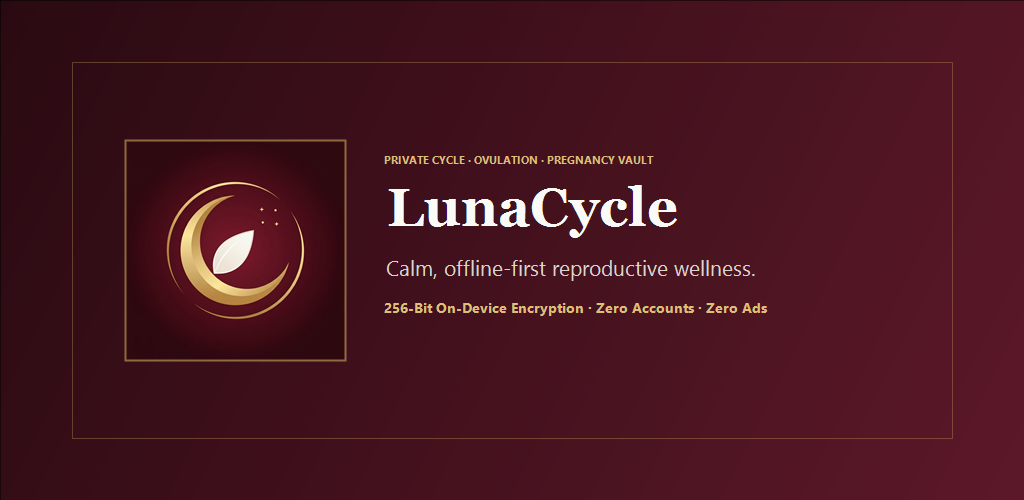 PRIVATE CYCLE · OVULATION · PREGNANCY VAULT
LunaCycle
Calm, offline-first reproductive wellness.
256-Bit On-Device Encryption · Zero Accounts · Zero Ads